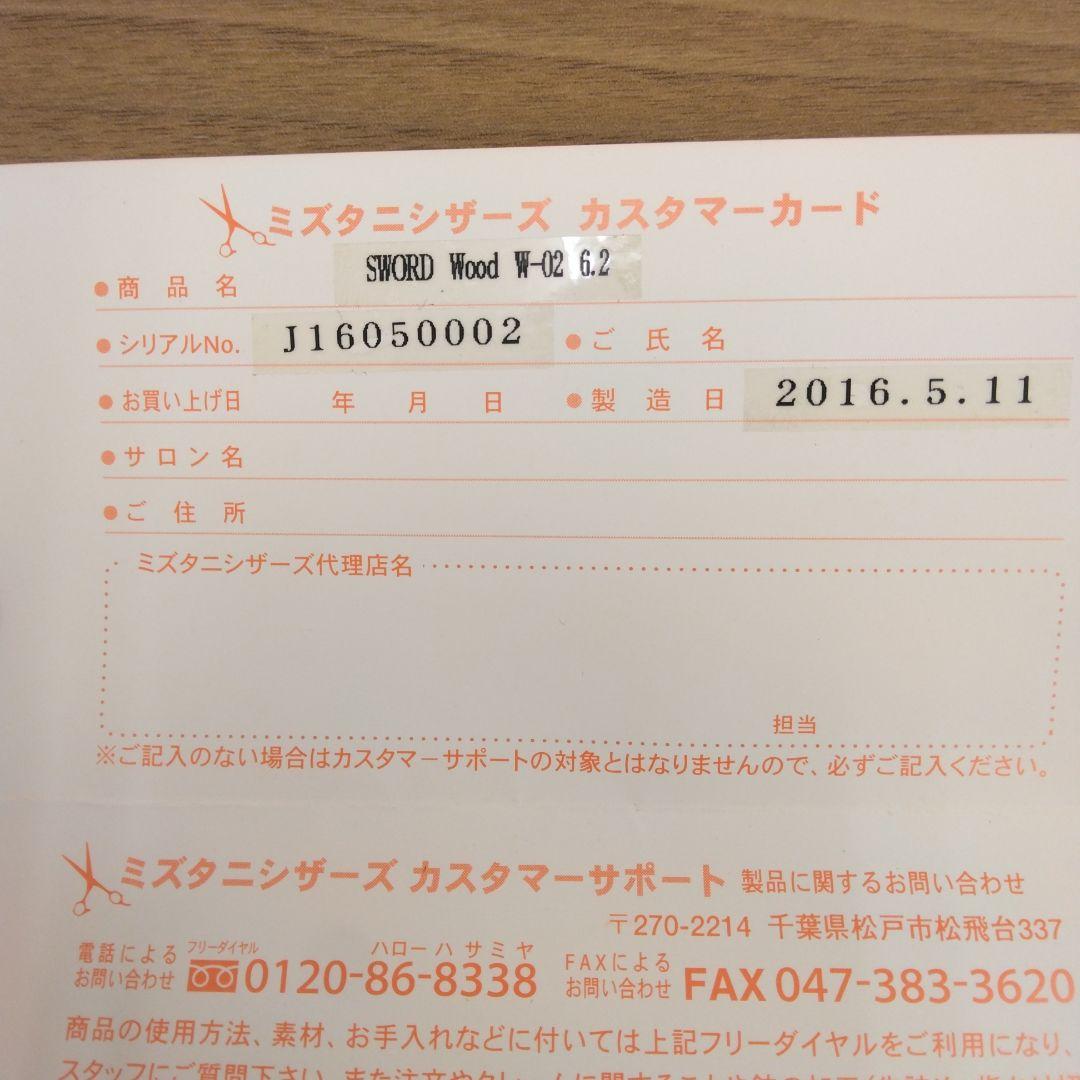 ミズタニシザーズ カスタマーカード
●商品名 SWORD Wood W-02 6.2
●シリアルNo. J16050002 ●ご氏名
●お買い上げ日 年 月 日 ●製造日 2016.5.11
●サロン名
●ご住所
ミズタニシザーズ代理店名
担当
※ご記入のない場合はカスタマーサポートの対象とはなりませんので、必ずご記入ください。
ミズタニシザーズ カスタマーサポート 製品に関するお問い合わせ
〒270-2214 千葉県松戸市松飛台337
電話による フリーダイヤル ハローハサミヤ FAXによる
お問い合わせ 0120-86-8338 お問い合わせ FAX 047-383-3620
商品の使用方法、素材、お手入れなどに付いては上記フリーダイヤルをご利用になり、
スタッフにご質問下さい